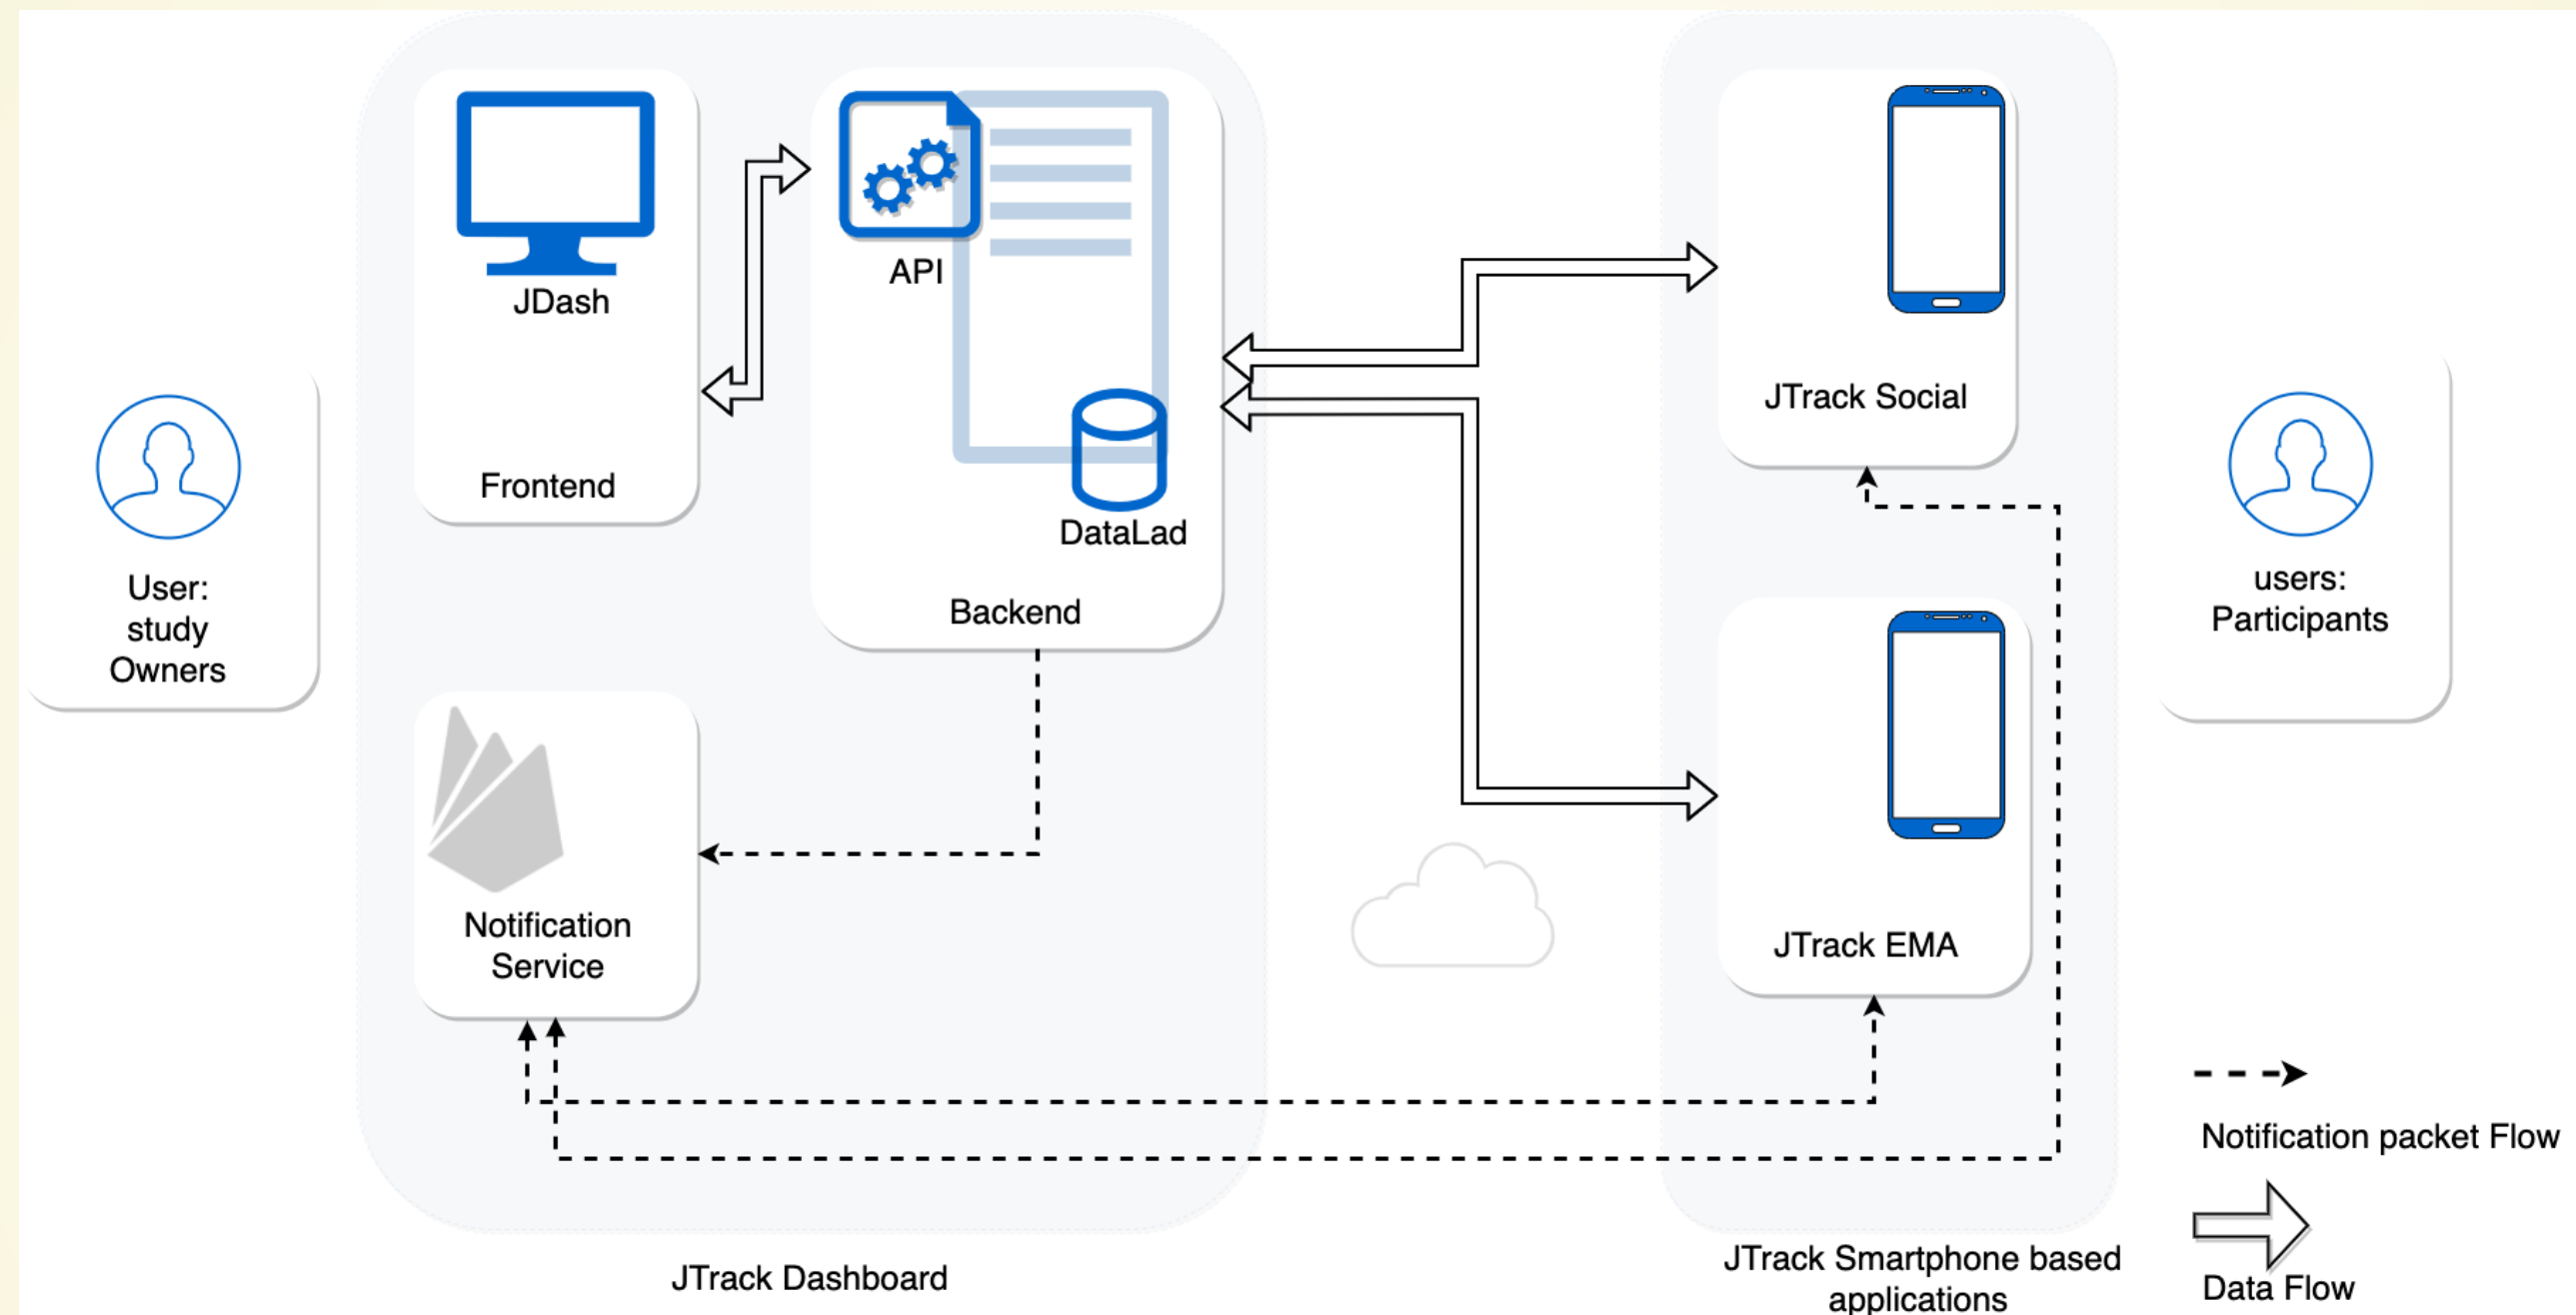 JDash
Frontend
API
DataLad
Backend
User:
study
Owners
Notification
Service
JTrack Dashboard
JTrack Social
JTrack EMA
JTrack Smartphone based
applications
users:
Participants
Notification packet Flow
Data Flow